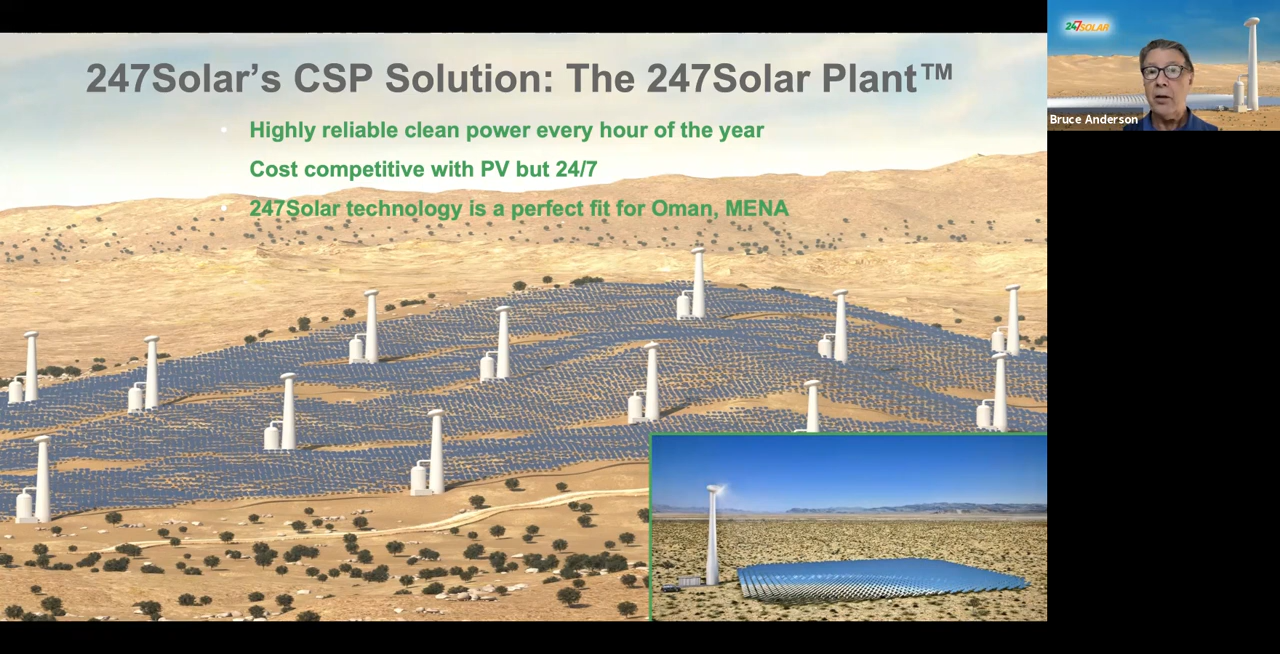 247Solar’s CSP Solution: The 247Solar Plant™
• Highly reliable clean power every hour of the year
Cost competitive with PV but 24/7
• 247Solar technology is a perfect fit for Oman, MENA
247SOLAR
Bruce Anderson